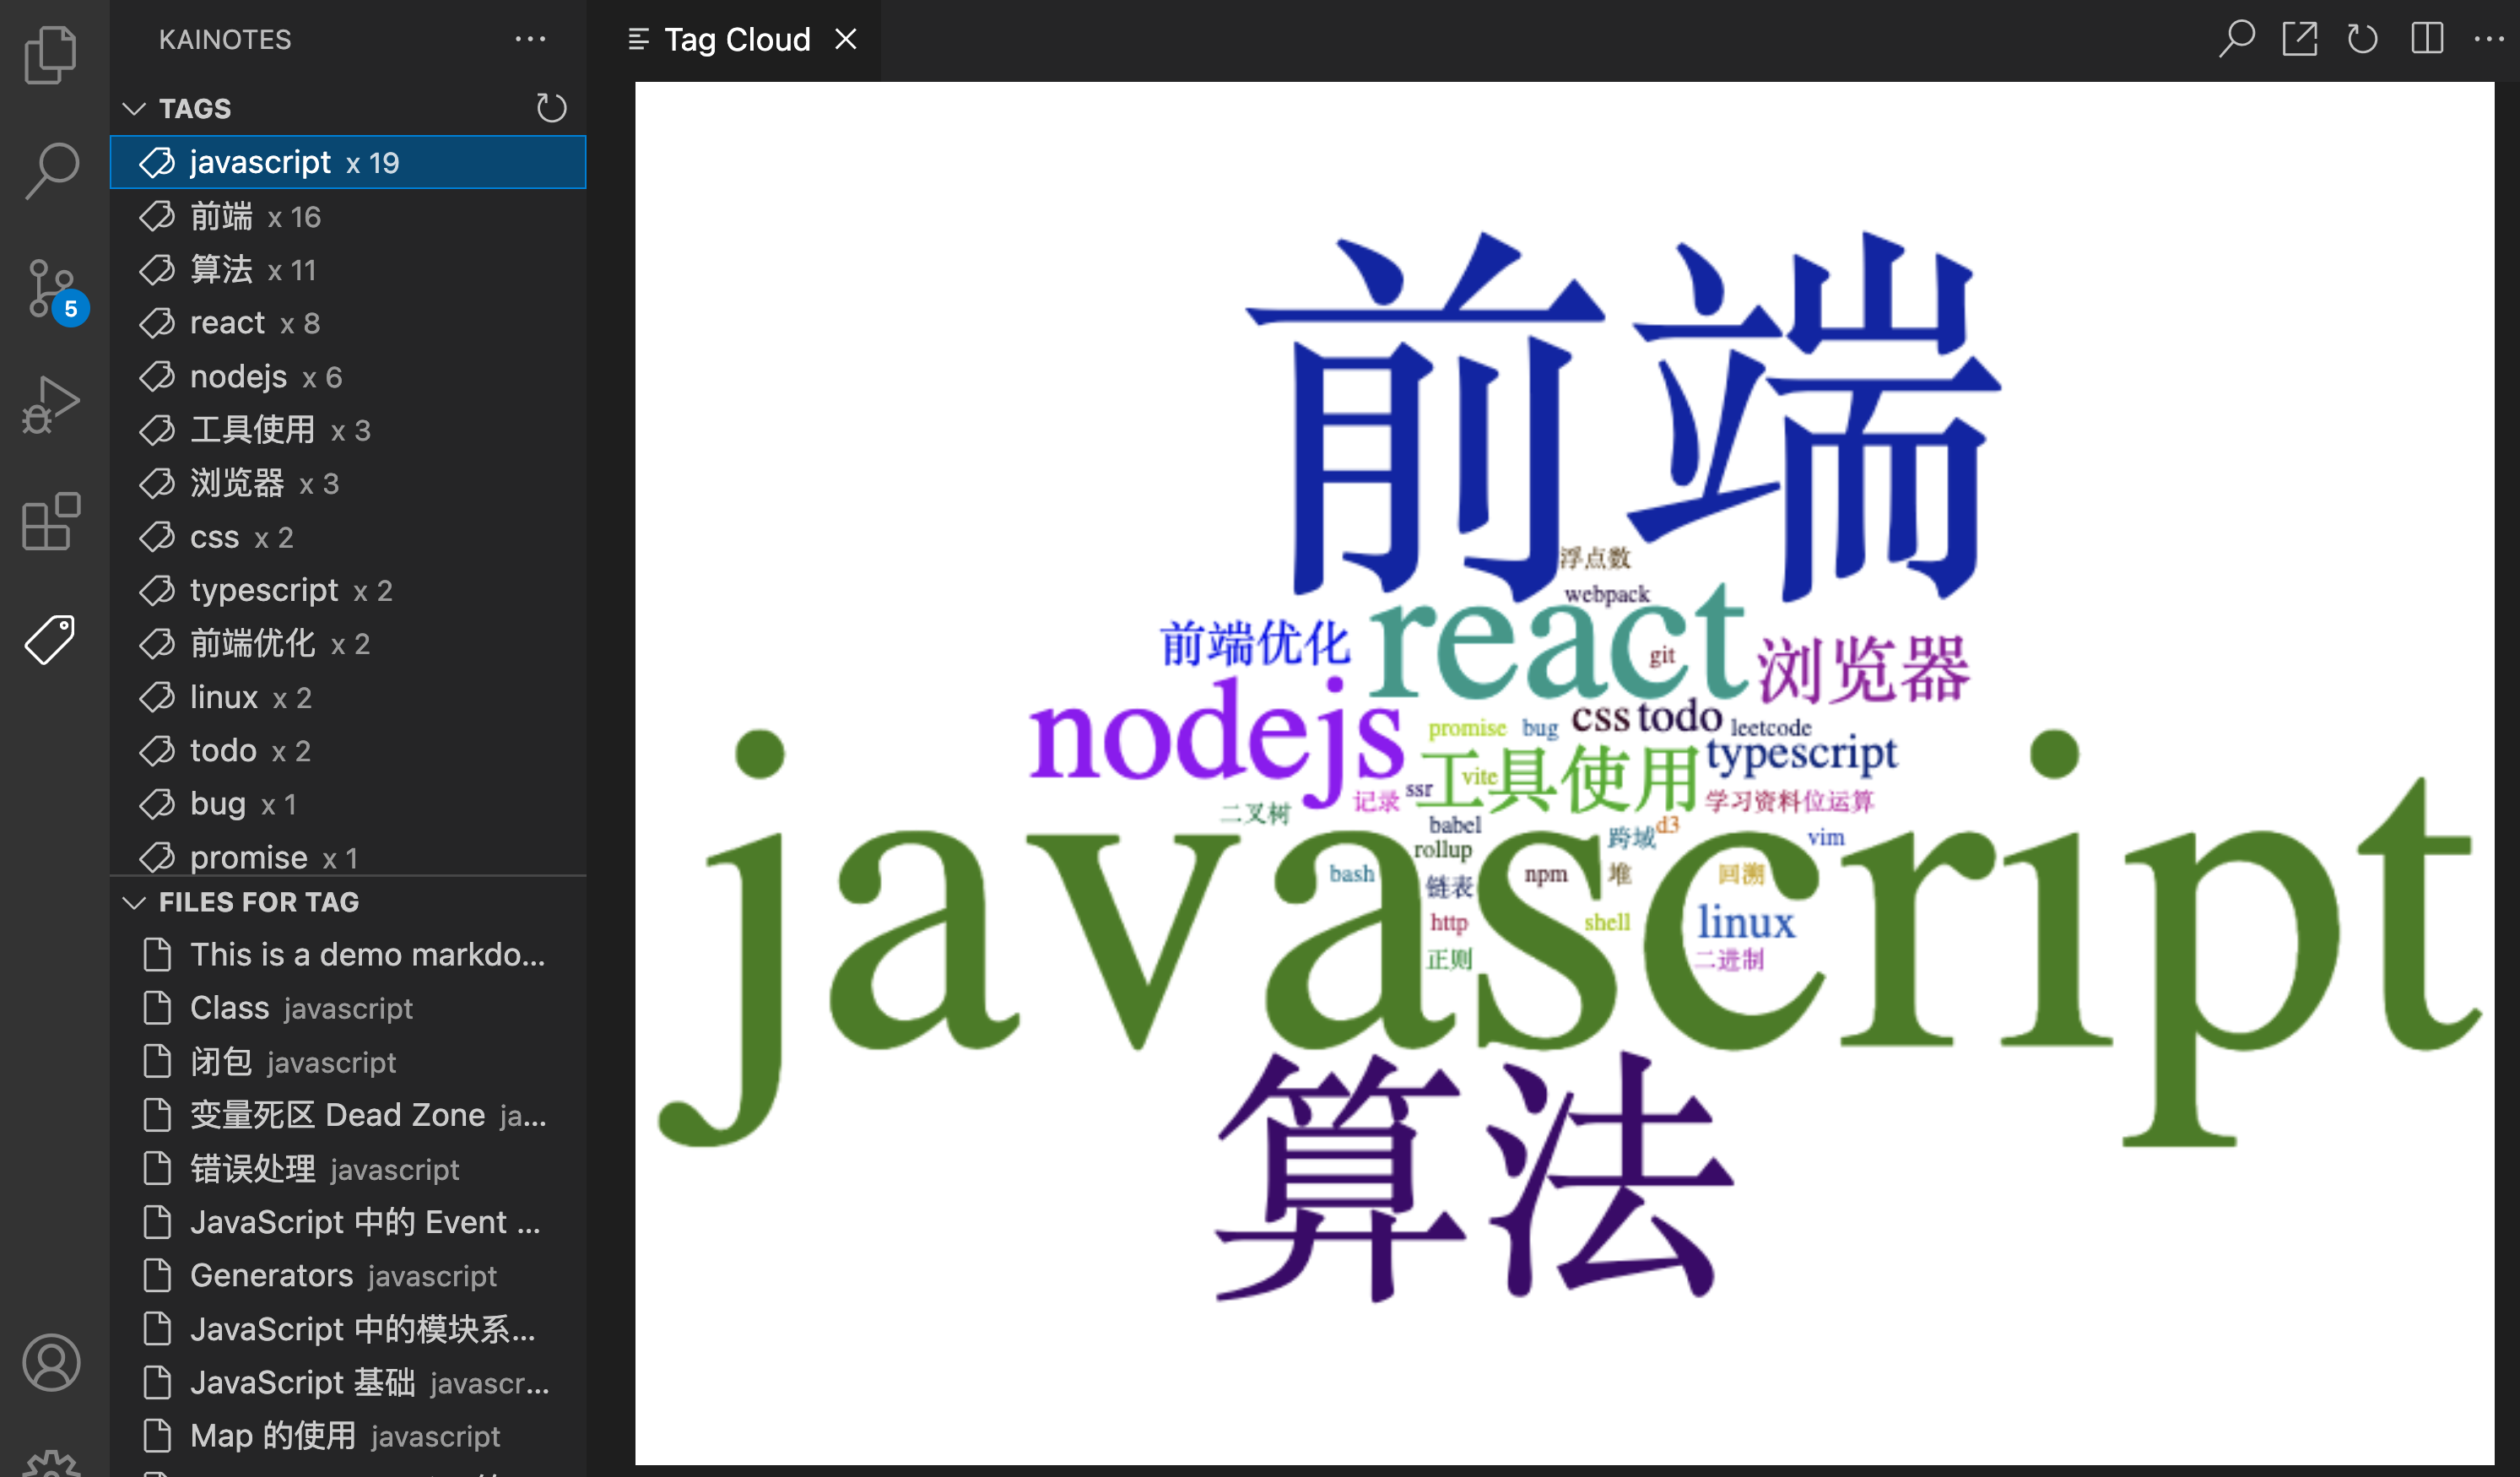 KAINOTES
TAGS
javascript x 19
前端 x 16
算法 x 11
react x 8
nodejs x 6
工具使用 x 3
浏览器 x 3
css x 2
typescript x 2
前端优化 x 2
linux x 2
todo x 2
bug x 1
promise x 1
FILES FOR TAG
This is a demo markdo...
Class javascript
闭包 javascript
变量死区 Dead Zone ja...
错误处理 javascript
JavaScript 中的 Event ...
Generators javascript
JavaScript 中的模块系...
JavaScript 基础 javascr...
Map 的使用 javascript
5
Tag Cloud
前端
浮点数
webpack
前端优化
react
git
浏览器
nodejs
promise
bug
css
todo
leetcode
typescript
工具使用
vite
ssr
记录
二叉树
学习资料
位运算
javascript
babel
跨域
d3
vim
rollup
bash
链表
npm
堆
回溯
http
shell
linux
正则
二进制
算法